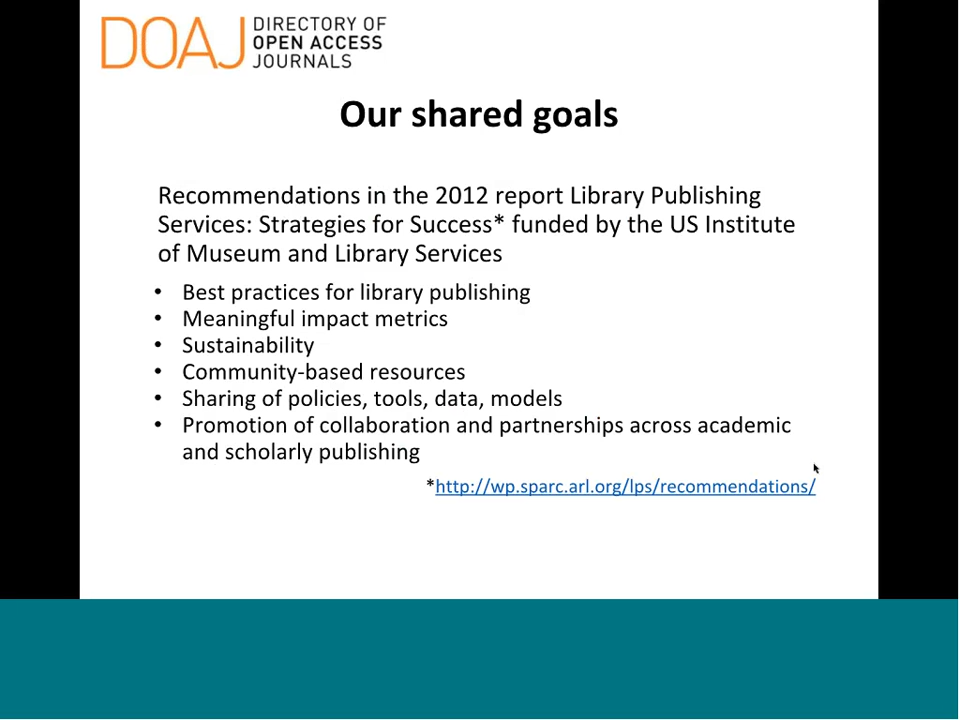 DOAJ DIRECTORY OF
OPEN ACCESS
JOURNALS
Our shared goals
Recommendations in the 2012 report Library Publishing
Services: Strategies for Success* funded by the US Institute
of Museum and Library Services
• Best practices for library publishing
• Meaningful impact metrics
• Sustainability
• Community-based resources
• Sharing of policies, tools, data, models
• Promotion of collaboration and partnerships across academic
and scholarly publishing
*http://wp.sparc.arl.org/lps/recommendations/